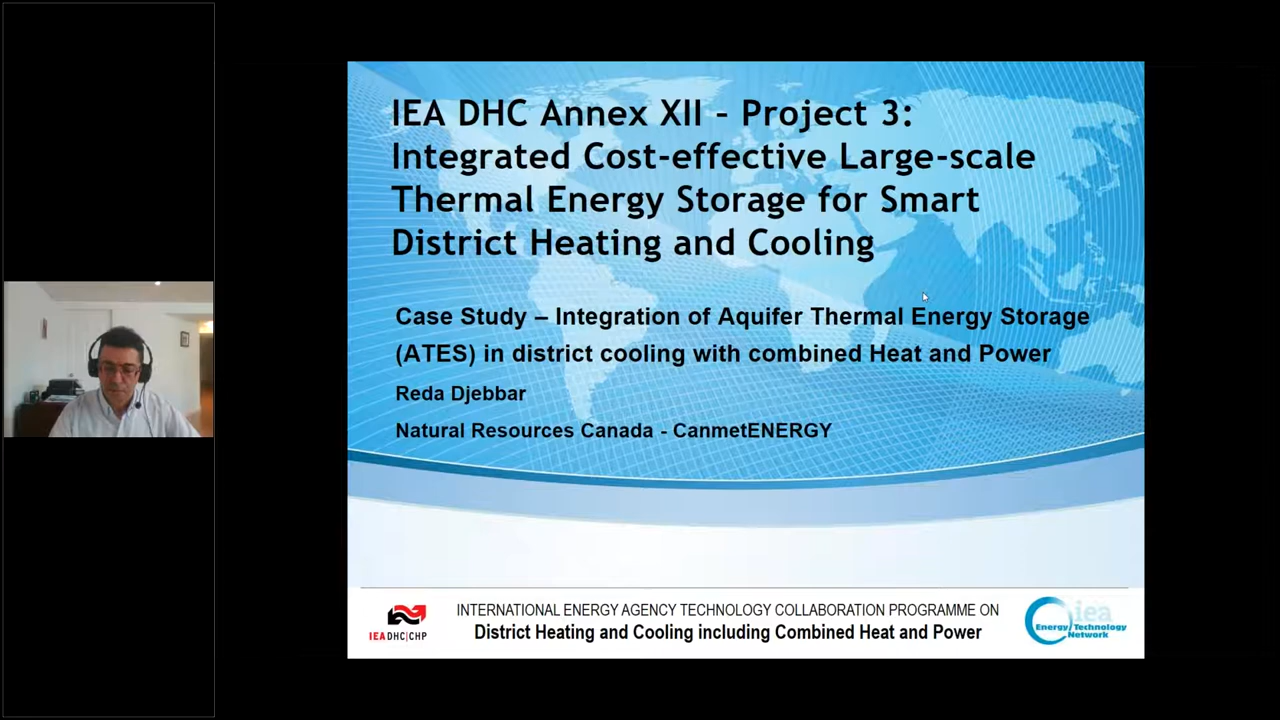 IEA DHC Annex XII – Project 3:
Integrated Cost-effective Large-scale
Thermal Energy Storage for Smart
District Heating and Cooling
Case Study – Integration of Aquifer Thermal Energy Storage
(ATES) in district cooling with combined Heat and Power
Reda Djebbar
Natural Resources Canada - CanmetENERGY
IEA DHC|CHP
INTERNATIONAL ENERGY AGENCY TECHNOLOGY COLLABORATION PROGRAMME ON
District Heating and Cooling including Combined Heat and Power
iea
Energy Technology
Network